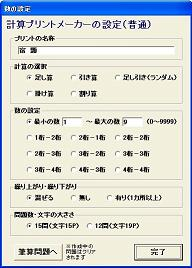 数の設定
計算プリントメーカーの設定(普通)
プリントの名称
計算の選択
足し算 引き算 足し引き(ランダム)
掛け算 割り算
数の設定
最小の数 1 ～ 最大の数 9 (0～9999)
1桁-1桁 2桁-1桁 2桁-2桁
3桁-1桁 3桁-2桁 3桁-3桁
4桁-1桁 4桁-2桁 4桁-3桁
繰り上がり・繰り下がり
混ぜる 無し 有り(1カ所以上)
問題数・文字の大きさ
15問(文字15P) 12問(文字19P)
筆算問題へ
※作成中の
問題はクリア
されます
完了